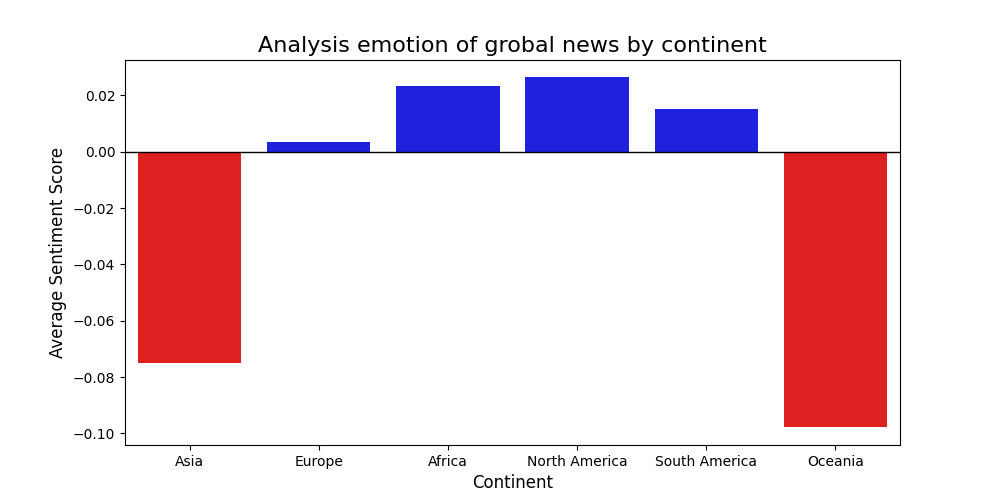 Analysis emotion of grobal news by continent
Average Sentiment Score
0.02
0.00
−0.02
−0.04
−0.06
−0.08
−0.10
Asia Europe Africa North America South America Oceania
Continent